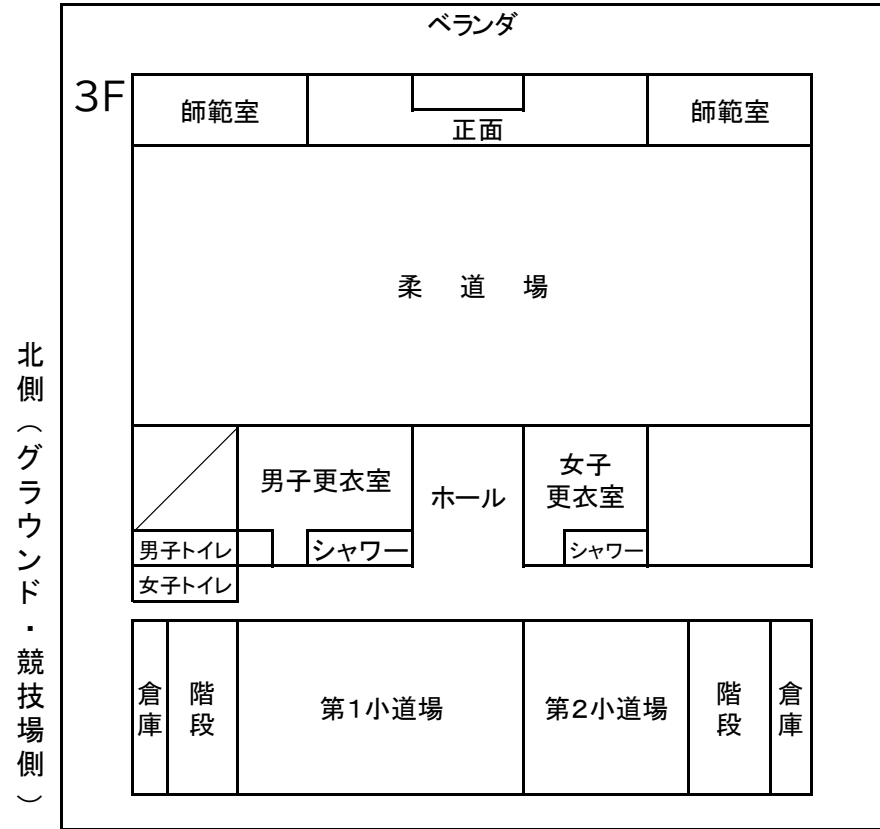 ベランダ
3F
師範室
正面
師範室
柔道場
北側（グラウンド・競技場側）
男子更衣室
ホール
女子
更衣室
男子トイレ
シャワー
シャワー
女子トイレ
倉庫
階段
第1小道場
第2小道場
階段
倉庫